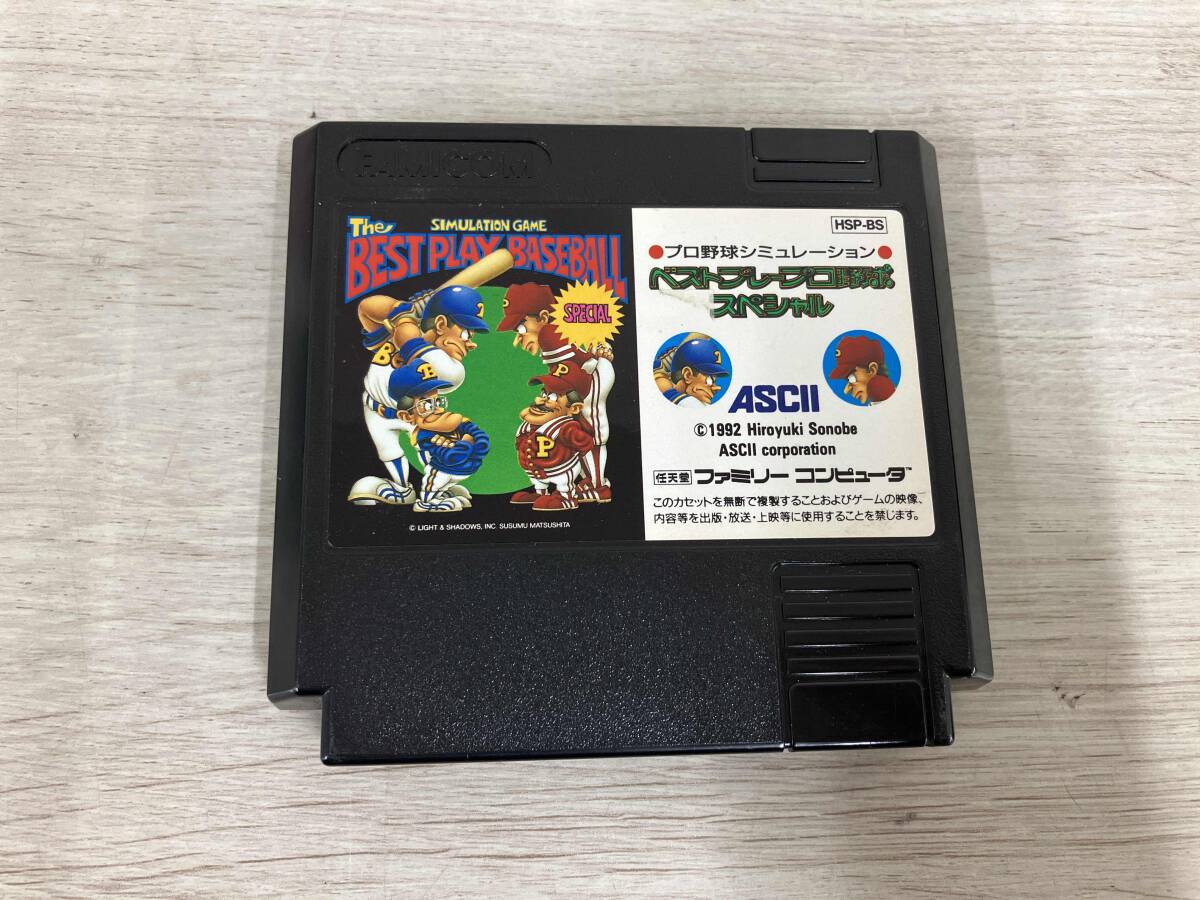 FAMICOM
The
SIMULATION GAME
BEST PLAY BASEBALL
SPECIAL
B
B
P
P
P
© LIGHT & SHADOWS, INC. SUSUMU MATSUSHITA
HSP-BS
●プロ野球シミュレーション●
ベストプレープロ野球
スペシャル
ASCII
©1992 Hiroyuki Sonobe
ASCII corporation
任天堂 ファミリー コンピュータ™
このカセットを無断で複製することおよびゲームの映像、
内容等を出版・放送・上映等に使用することを禁じます。